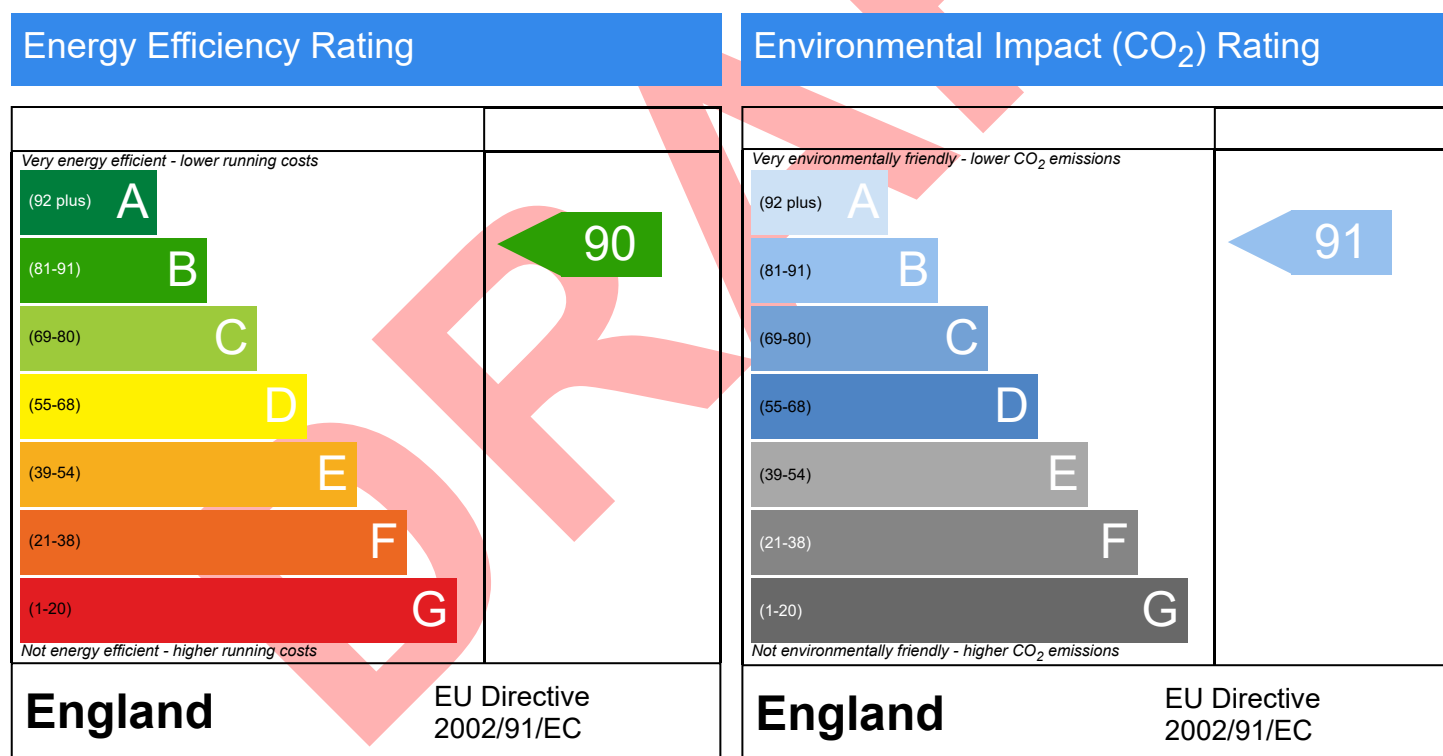 Energy Efficiency Rating
Very energy efficient - lower running costs
(92 plus) A
(81-91) B
(69-80) C
(55-68) D
(39-54) E
(21-38) F
(1-20) G
Not energy efficient - higher running costs
90
England
EU Directive
2002/91/EC
Environmental Impact (CO2) Rating
Very environmentally friendly - lower CO2 emissions
(92 plus) A
(81-91) B
(69-80) C
(55-68) D
(39-54) E
(21-38) F
(1-20) G
Not environmentally friendly - higher CO2 emissions
91
England
EU Directive
2002/91/EC